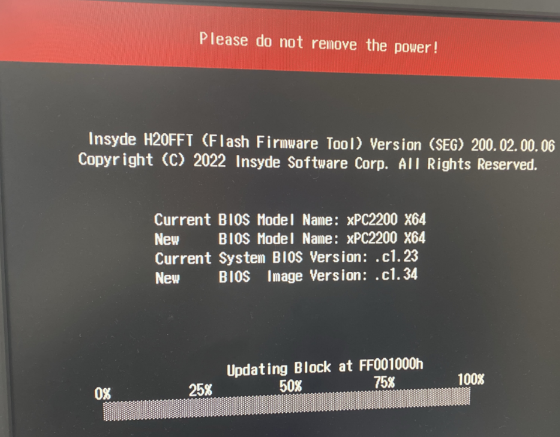 Please do not remove the power!
Insyde H2OFFT (Flash Firmware Tool) Version (SEG) 200.02.00.06
Copyright (C) 2022 Insyde Software Corp. All Rights Reserved.
Current BIOS Model Name: xPC2200 X64
New BIOS Model Name: xPC2200 X64
Current System BIOS Version: .c1.23
New BIOS Image Version: .c1.34
Updating Block at FF001000h
0% 25% 50% 75% 100%